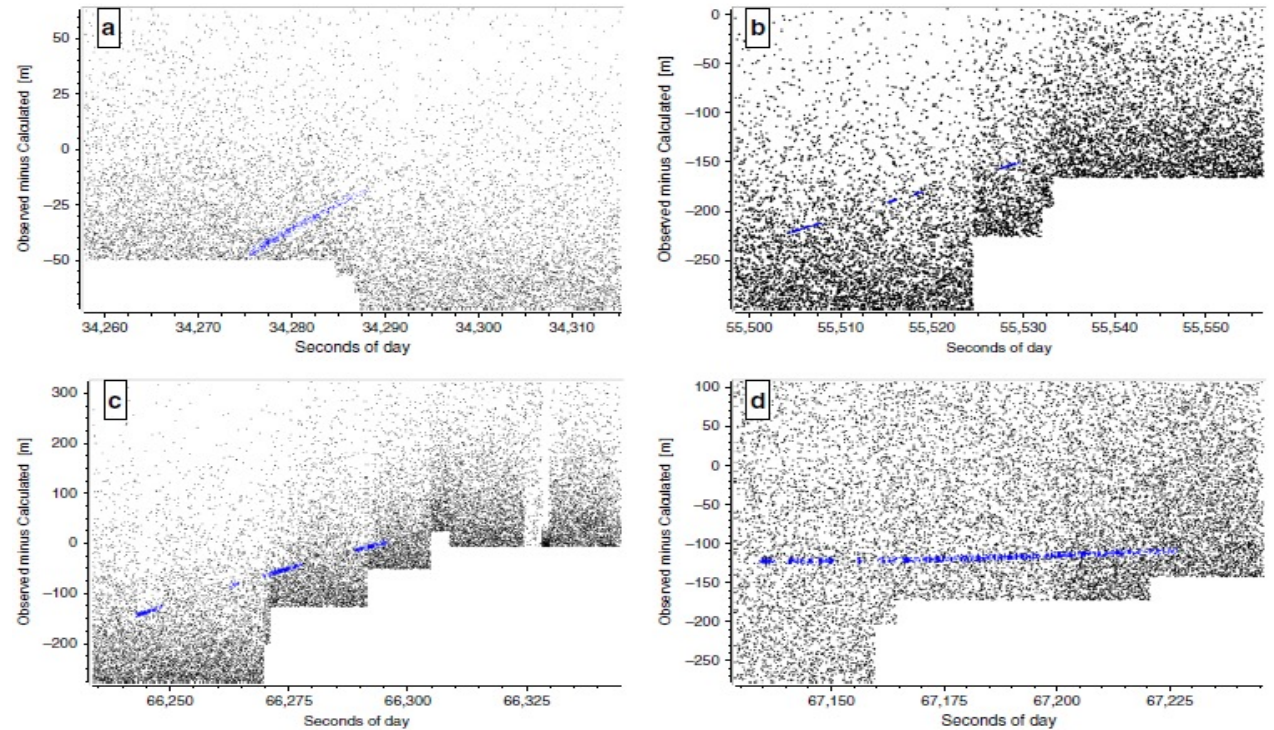 a
Observed minus Calculated [m]
50
25
0
−25
−50
34,260 34,270 34,280 34,290 34,300 34,310
Seconds of day
b
Observed minus Calculated [m]
0
−50
−100
−150
−200
−250
55,500 55,510 55,520 55,530 55,540 55,550
Seconds of day
c
Observed minus Calculated [m]
300
200
100
0
−100
−200
66,250 66,275 66,300 66,325
Seconds of day
d
Observed minus Calculated [m]
100
50
0
−50
−100
−150
−200
−250
67,150 67,175 67,200 67,225
Seconds of day